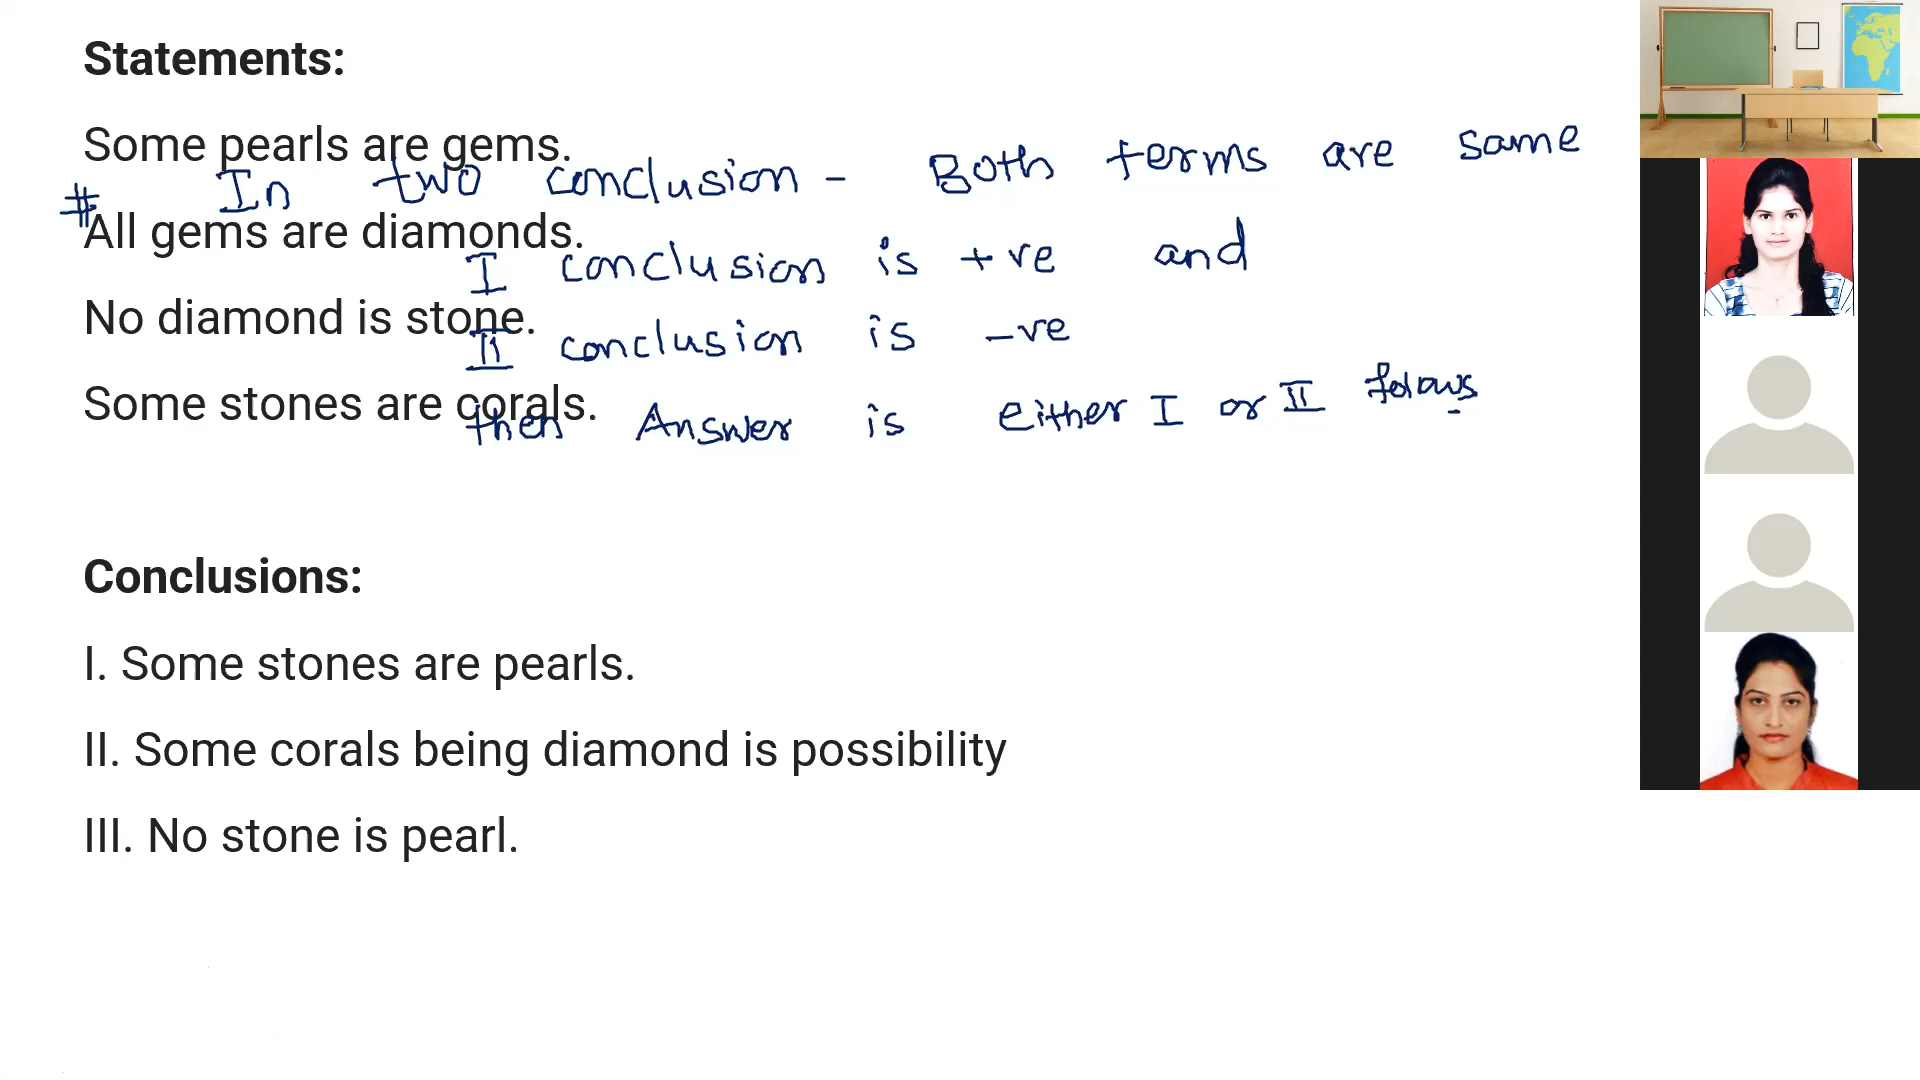 Statements:
Some pearls are gems.
# In two conclusion - Both terms are same
All gems are diamonds.
I conclusion is +ve and
No diamond is stone.
II conclusion is -ve
Some stones are corals.
then Answer is either I or II folows
Conclusions:
I. Some stones are pearls.
II. Some corals being diamond is possibility
III. No stone is pearl.